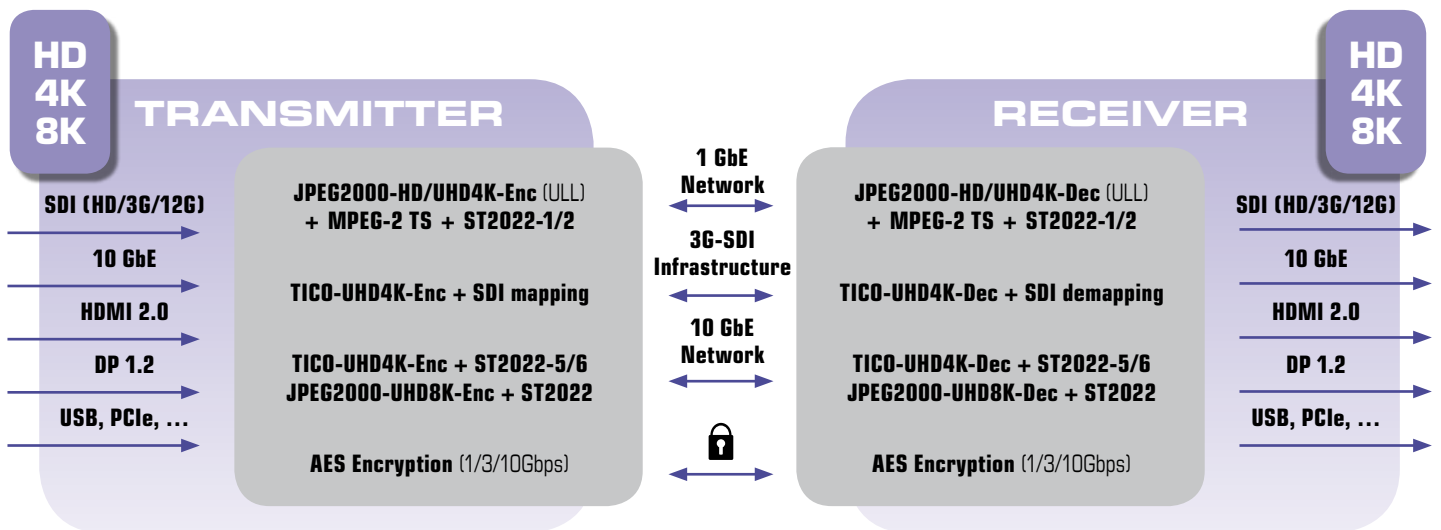 HD
4K
8K
TRANSMITTER
SDI (HD/3G/12G)
10 GbE
HDMI 2.0
DP 1.2
USB, PCIe, ...
JPEG2000-HD/UHD4K-Enc (ULL)
+ MPEG-2 TS + ST2022-1/2
TICO-UHD4K-Enc + SDI mapping
TICO-UHD4K-Enc + ST2022-5/6
JPEG2000-UHD8K-Enc + ST2022
AES Encryption (1/3/10Gbps)
1 GbE
Network
3G-SDI
Infrastructure
10 GbE
Network
RECEIVER
HD
4K
8K
JPEG2000-HD/UHD4K-Dec (ULL)
+ MPEG-2 TS + ST2022-1/2
TICO-UHD4K-Dec + SDI demapping
TICO-UHD4K-Dec + ST2022-5/6
JPEG2000-UHD8K-Dec + ST2022
AES Encryption (1/3/10Gbps)
SDI (HD/3G/12G)
10 GbE
HDMI 2.0
DP 1.2
USB, PCIe, ...